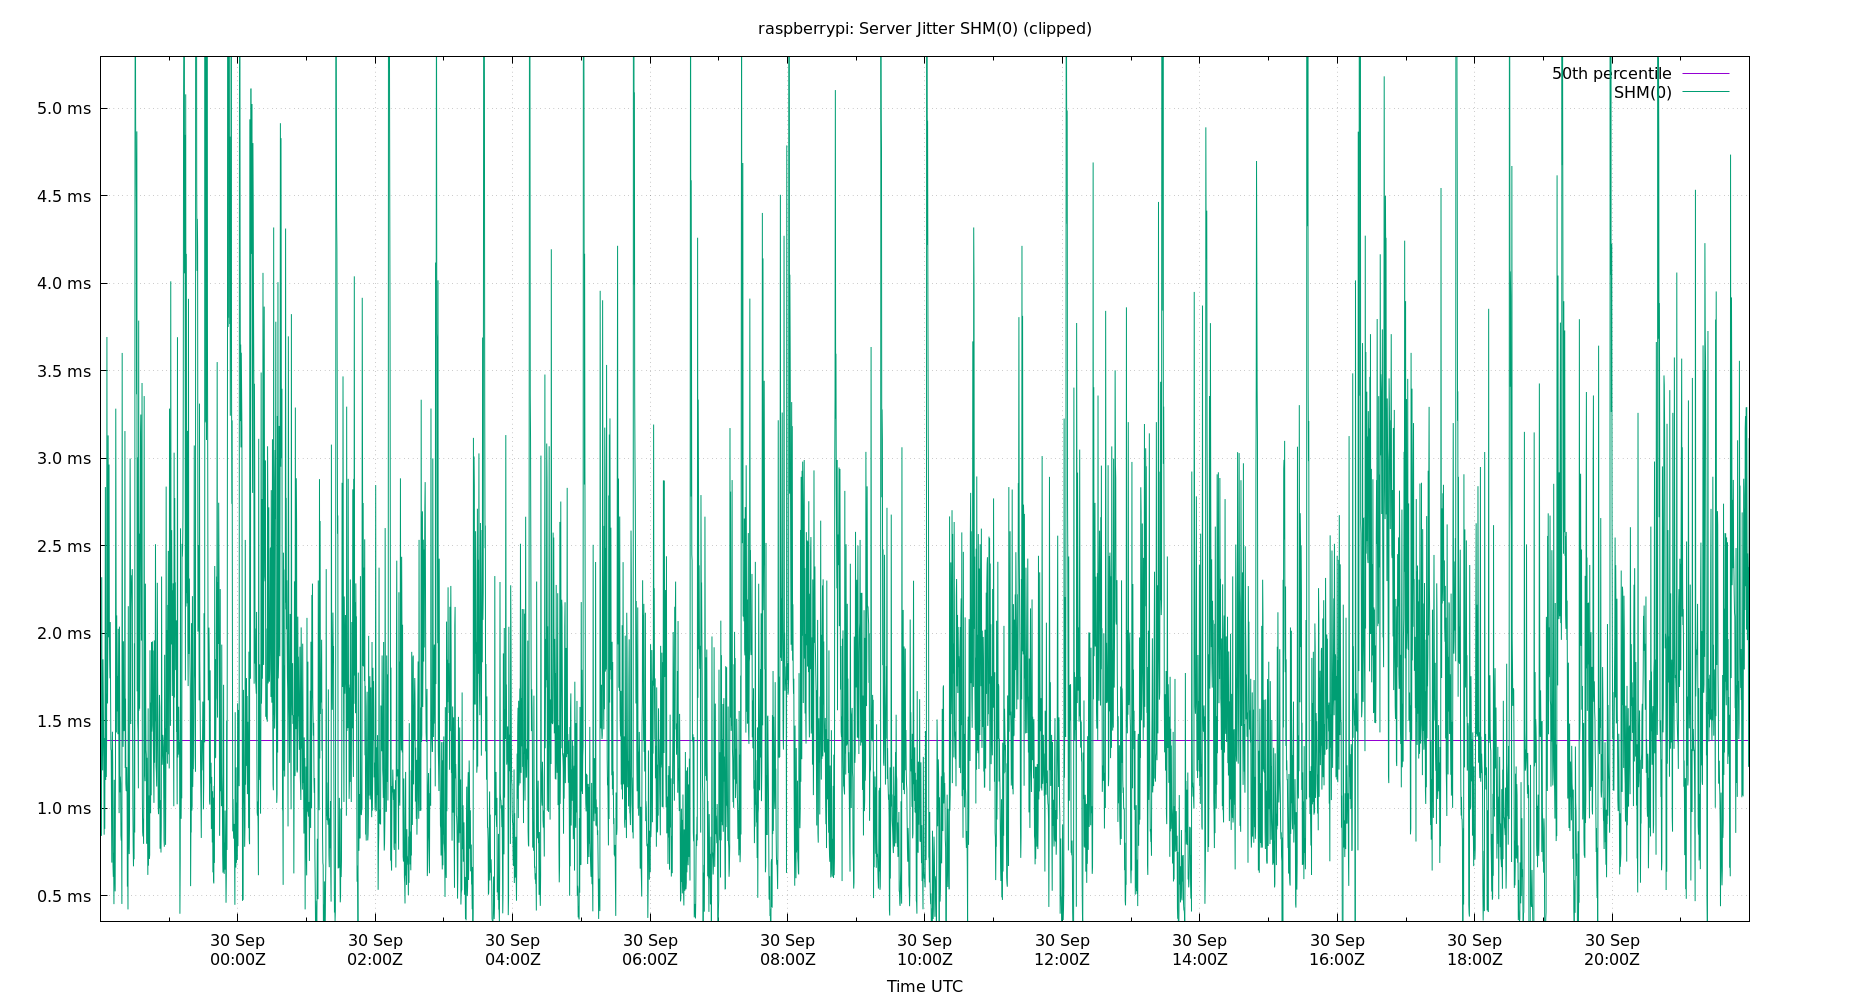 raspberrypi: Server Jitter SHM(0) (clipped)
50th percentile
SHM(0)
5.0 ms
4.5 ms
4.0 ms
3.5 ms
3.0 ms
2.5 ms
2.0 ms
1.5 ms
1.0 ms
0.5 ms
30 Sep 30 Sep 30 Sep 30 Sep 30 Sep 30 Sep 30 Sep 30 Sep 30 Sep 30 Sep 30 Sep
00:00Z 02:00Z 04:00Z 06:00Z 08:00Z 10:00Z 12:00Z 14:00Z 16:00Z 18:00Z 20:00Z
Time UTC